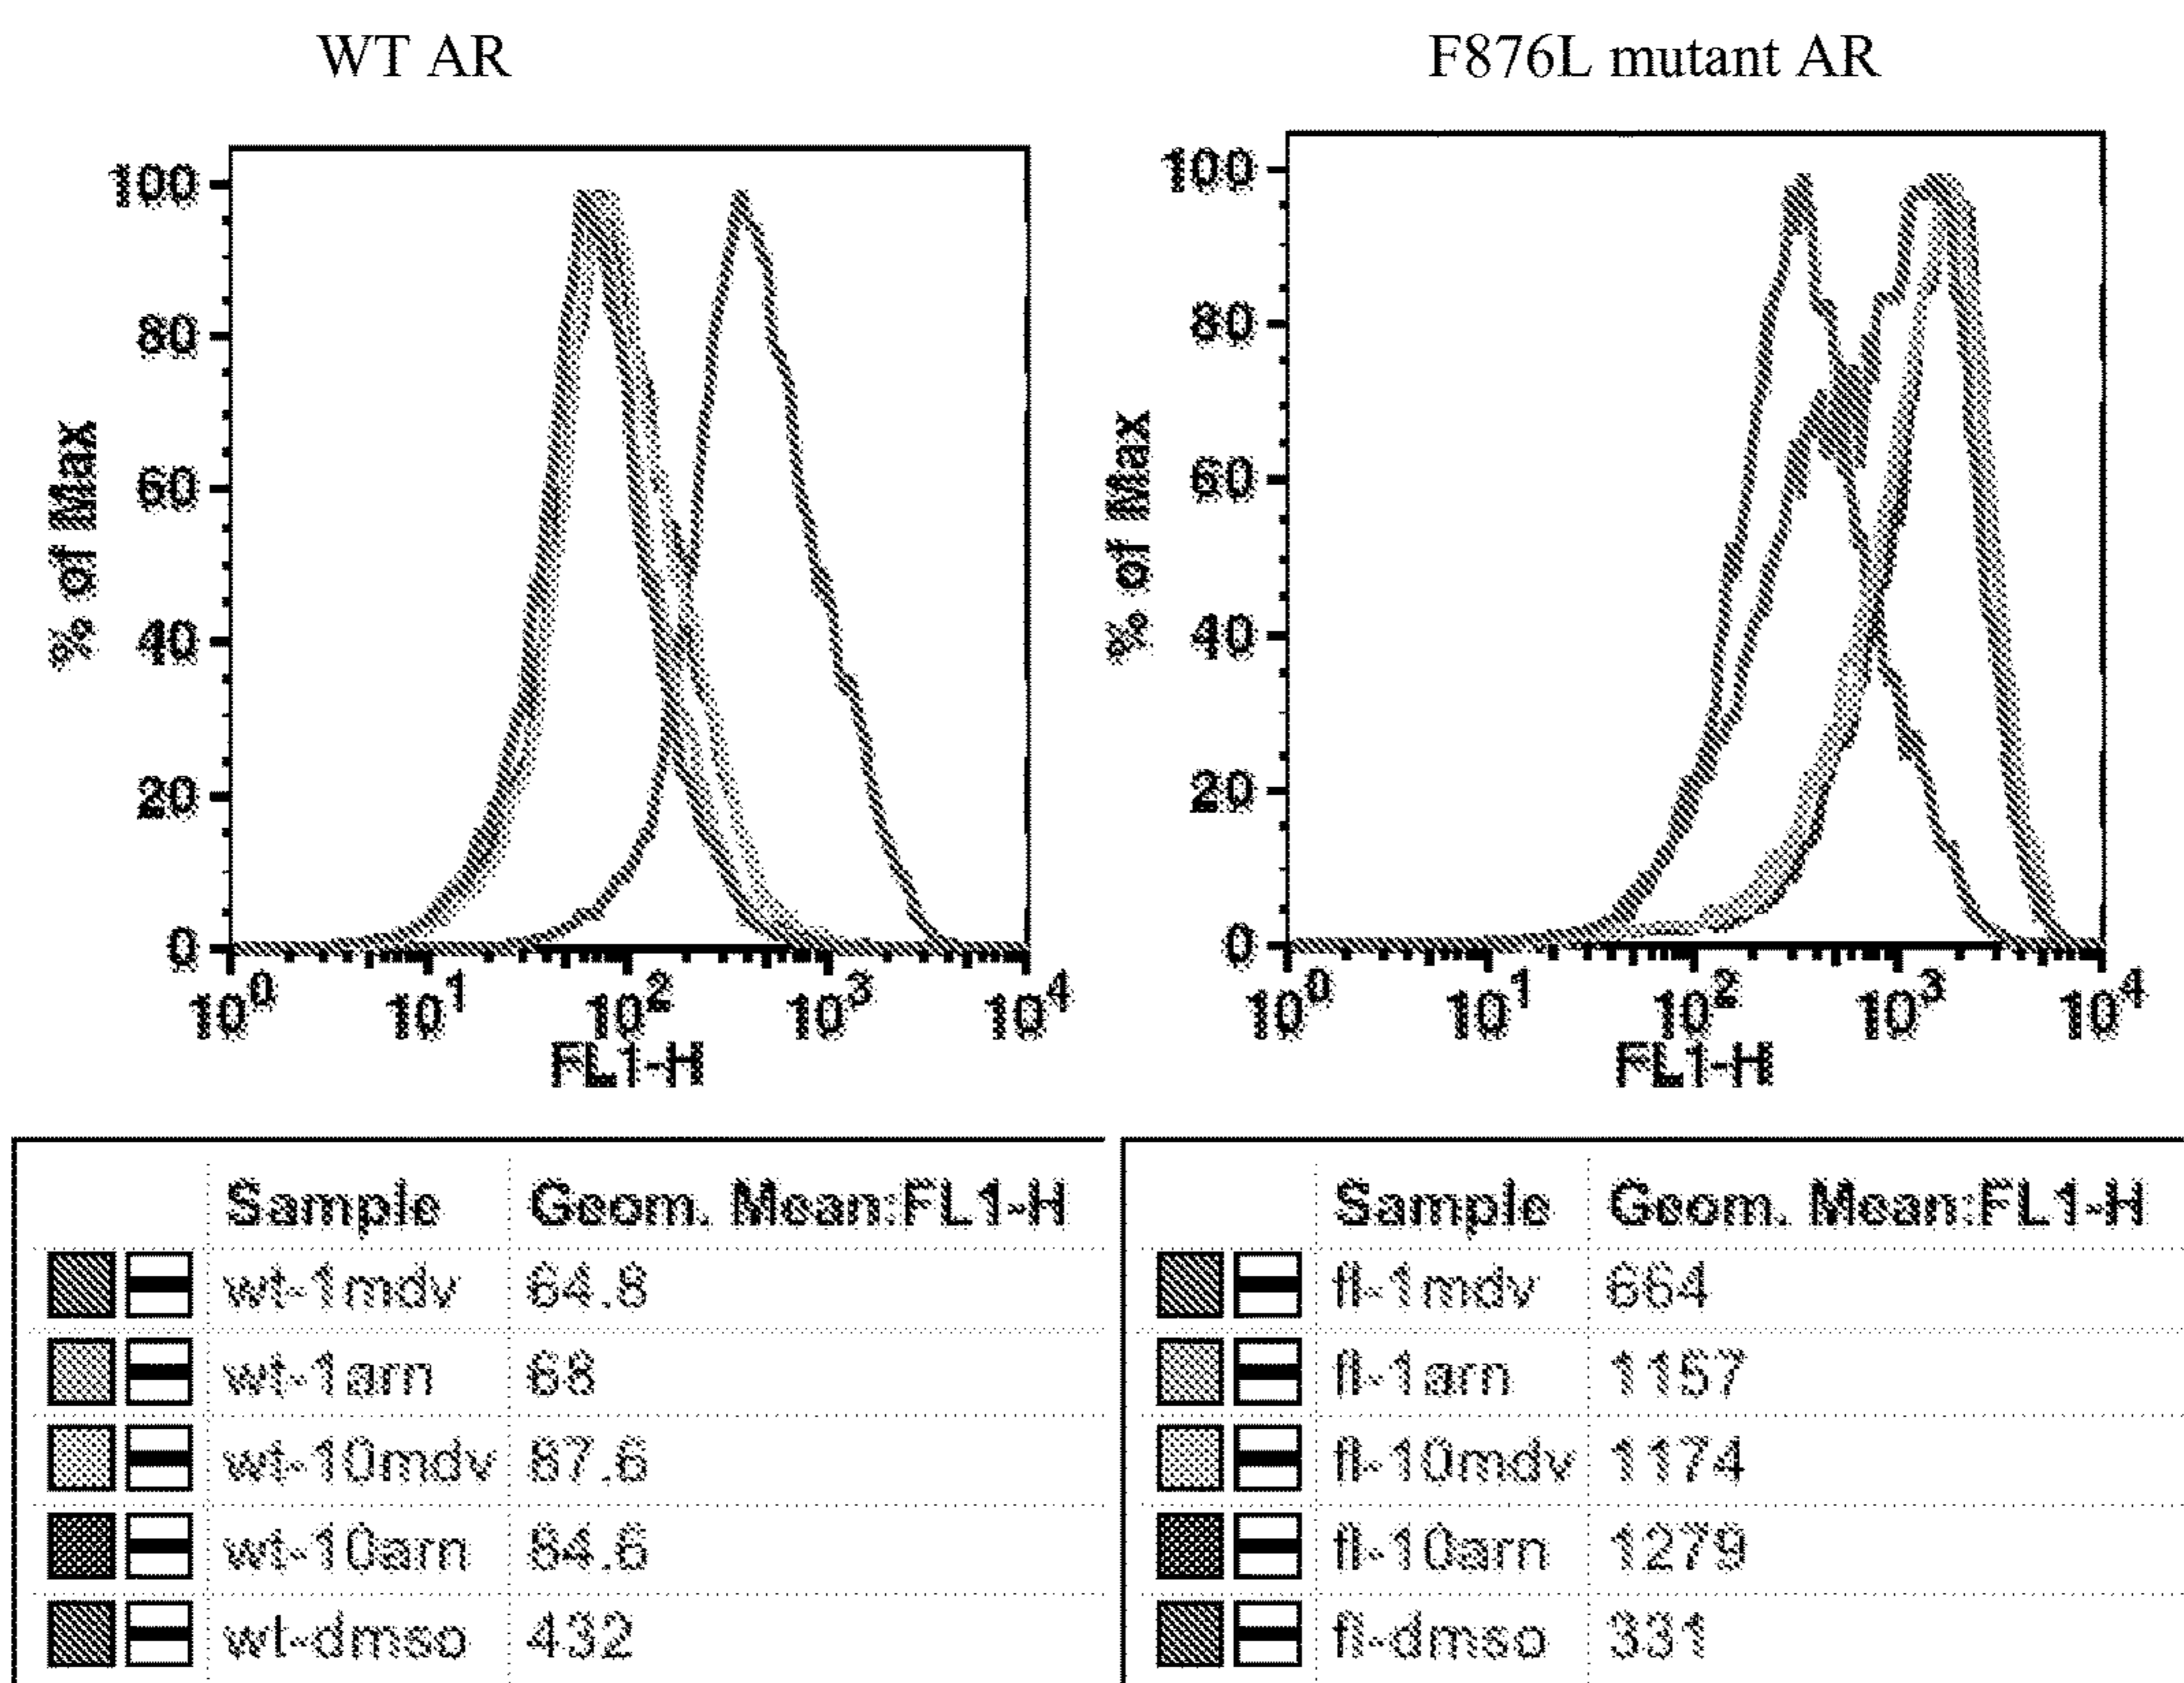 WT AR
100
80
60
40
20
0
% of Max
10^0 10^1 10^2 10^3 10^4
FL1-H
F876L mutant AR
100
80
60
40
20
0
% of Max
10^0 10^1 10^2 10^3 10^4
FL1-H
Sample Geom. Mean:FL1-H
wt-1mdv 64.8
wt-1arn 68
wt-10mdv 87.6
wt-10arn
wt-dmso 432
Sample Geom. Mean:FL1-H
fl-1mdv 664
fl-1arn 1157
fl-10mdv 1174
fl-10arn 1279
fl-dmso 331